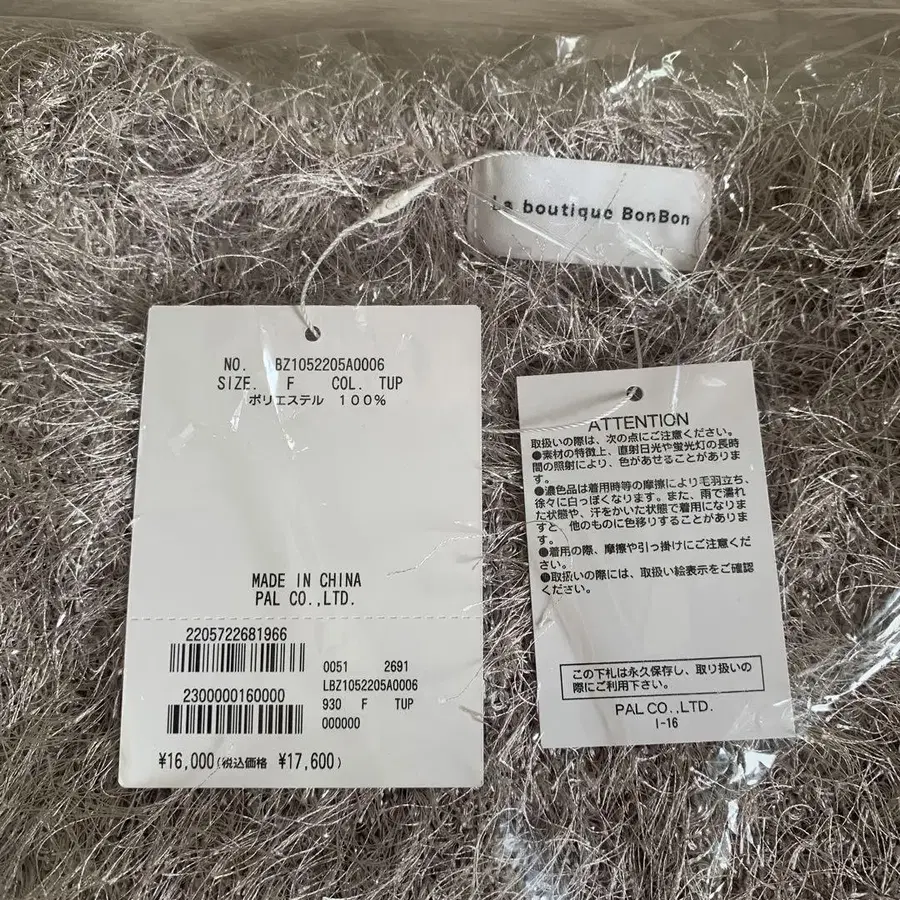 La boutique BonBon
NO. LBZ1052205A0006
SIZE. F COL. TUP
ポリエステル 100%
MADE IN CHINA
PAL CO.,LTD.
2205722681966
0051 2691
LBZ1052205A0006
2300000160000
930 F TUP
000000
¥16,000(税込価格 ¥17,600)
ATTENTION
取扱いの際は、次の点にご注意ください。
●素材の特徴上、直射日光や蛍光灯の長時
間の照射により、色があせることがありま
す。
●濃色品は着用時等の摩擦により毛羽立ち、
徐々に白っぽくなります。また、雨で濡れ
た状態や、汗をかいた状態で着用になりま
すと、他のものに色移りすることがありま
す。
●着用の際、摩擦や引っ掛けにご注意くだ
さい。
●取扱いの際には、取扱い絵表示をご確認
ください。
この下札は永久保存し、取り扱いの
際にご利用下さい。
PAL CO.,LTD.
I-16